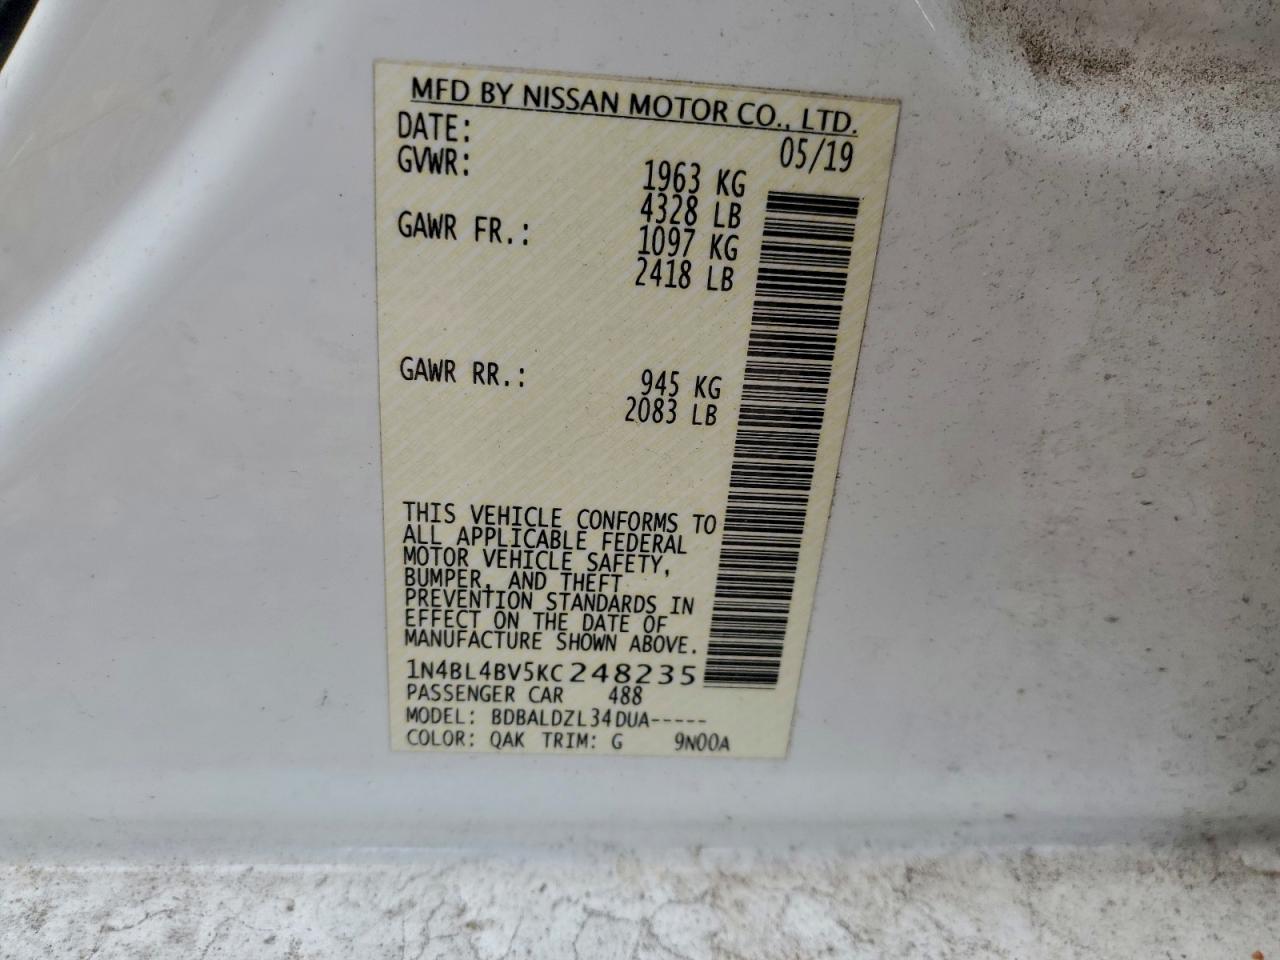 MFD BY NISSAN MOTOR CO., LTD.
DATE: 05/19
GVWR: 1963 KG
4328 LB
GAWR FR.: 1097 KG
2418 LB
GAWR RR.: 945 KG
2083 LB
THIS VEHICLE CONFORMS TO
ALL APPLICABLE FEDERAL
MOTOR VEHICLE SAFETY,
BUMPER, AND THEFT
PREVENTION STANDARDS IN
EFFECT ON THE DATE OF
MANUFACTURE SHOWN ABOVE.
1N4BL4BV5KC248235
PASSENGER CAR 488
MODEL: BDBALDZL34DUA-----
COLOR: QAK TRIM: G 9N00A